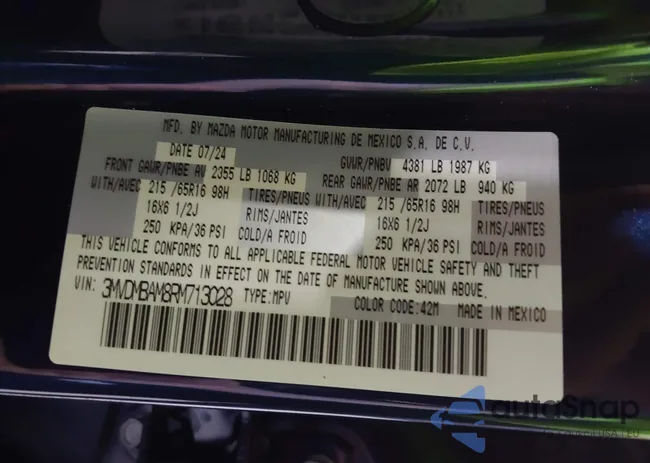 MFD. BY MAZDA MOTOR MANUFACTURING DE MEXICO S.A. DE C.V.
DATE 07/24 GVWR/PNBV 4381 LB 1987 KG
FRONT GAWR/PNBE AV 2355 LB 1068 KG REAR GAWR/PNBE AR 2072 LB 940 KG
WITH/AVEC 215 /65R16 98H TIRES/PNEUS WITH/AVEC 215 /65R16 98H TIRES/PNEUS
16X6 1/2J RIMS/JANTES 16X6 1/2J RIMS/JANTES
250 KPA/36 PSI COLD/A FROID 250 KPA/36 PSI COLD/A FROID
THIS VEHICLE CONFORMS TO ALL APPLICABLE FEDERAL MOTOR VEHICLE SAFETY AND THEFT
PREVENTION STANDARDS IN EFFECT ON THE DATE OF MANUFACTURE SHOWN ABOVE.
VIN: 3MVDMBAM8RM713028 TYPE:MPV COLOR CODE:42M MADE IN MEXICO
autoSnap